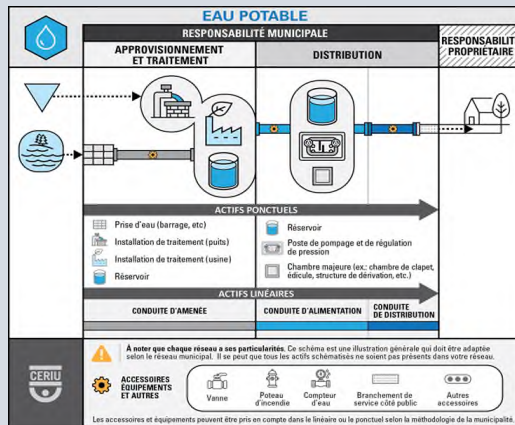 EAU POTABLE
RESPONSABILITÉ MUNICIPALE
RESPONSABILITÉ
PROPRIÉTAIRE
APPROVISIONNEMENT
ET TRAITEMENT
DISTRIBUTION
ACTIFS PONCTUELS
Prise d'eau (barrage, etc)
Installation de traitement (puits)
Installation de traitement (usine)
Réservoir
Réservoir
Poste de pompage et de régulation
de pression
Chambre majeure (ex.: chambre de clapet,
édicule, structure de dérivation, etc.)
ACTIFS LINÉAIRES
CONDUITE D'AMENÉE
CONDUITE D'ALIMENTATION
CONDUITE
DE DISTRIBUTION
À noter que chaque réseau a ses particularités. Ce schéma est une illustration générale qui doit être adaptée
selon le réseau municipal. Il se peut que tous les actifs schématisés ne soient pas présents dans votre réseau.
CERIU
ACCESSOIRES
ÉQUIPEMENTS
ET AUTRES
Vanne
Poteau
d'incendie
Compteur
d'eau
Branchement de
service côté public
Autres
accessoires
Les accessoires et équipements peuvent être pris en compte dans le linéaire ou le ponctuel selon la méthodologie de la municipalité.